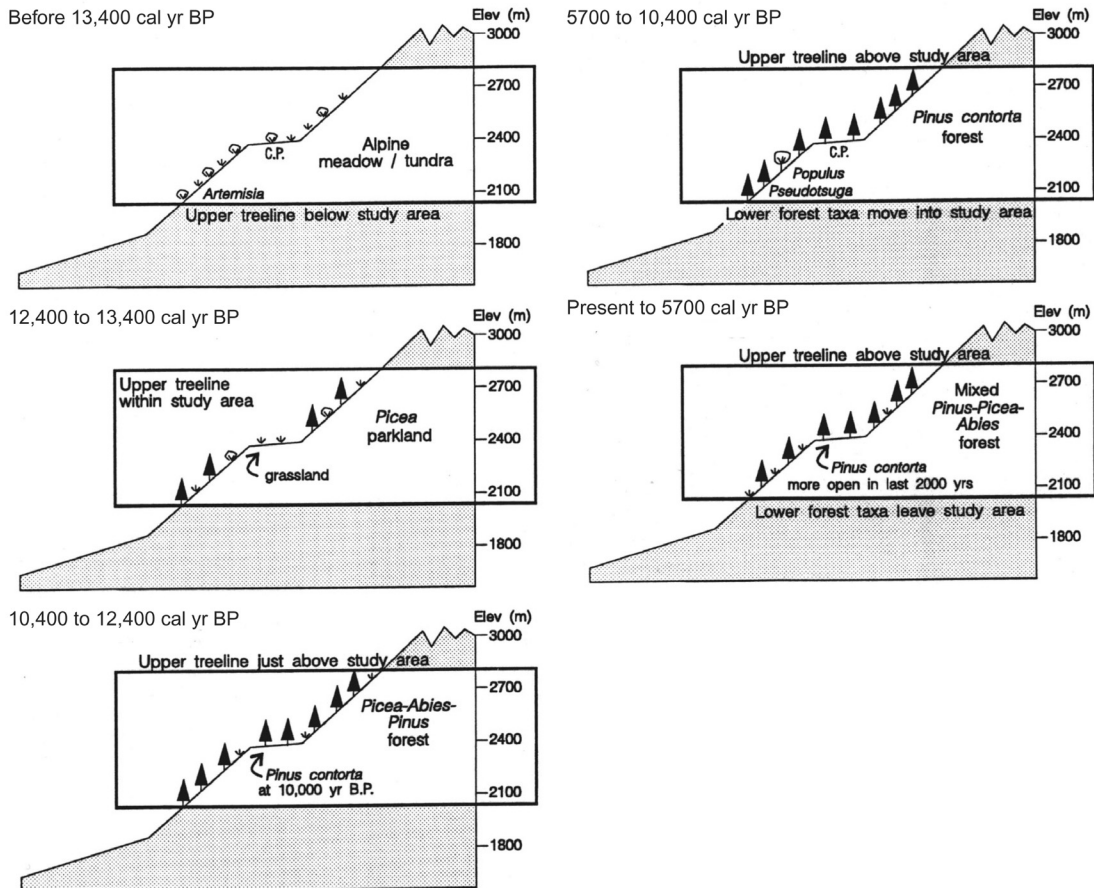 Before 13,400 cal yr BP
Elev (m)
3000
2700
2400
2100
1800
Alpine
meadow / tundra
C.P.
Artemisia
Upper treeline below study area
12,400 to 13,400 cal yr BP
Elev (m)
3000
2700
2400
2100
1800
Upper treeline
within study area
Picea
parkland
grassland
10,400 to 12,400 cal yr BP
Elev (m)
3000
2700
2400
2100
1800
Upper treeline just above study area
Picea-Abies-
Pinus
forest
Pinus contorta
at 10,000 yr B.P.
5700 to 10,400 cal yr BP
Elev (m)
3000
2700
2400
2100
1800
Upper treeline above study area
Pinus contorta
forest
C.P.
Populus
Pseudotsuga
Lower forest taxa move into study area
Present to 5700 cal yr BP
Elev (m)
3000
2700
2400
2100
1800
Upper treeline above study area
Mixed
Pinus-Picea-
Abies
forest
Pinus contorta
more open in last 2000 yrs
Lower forest taxa leave study area